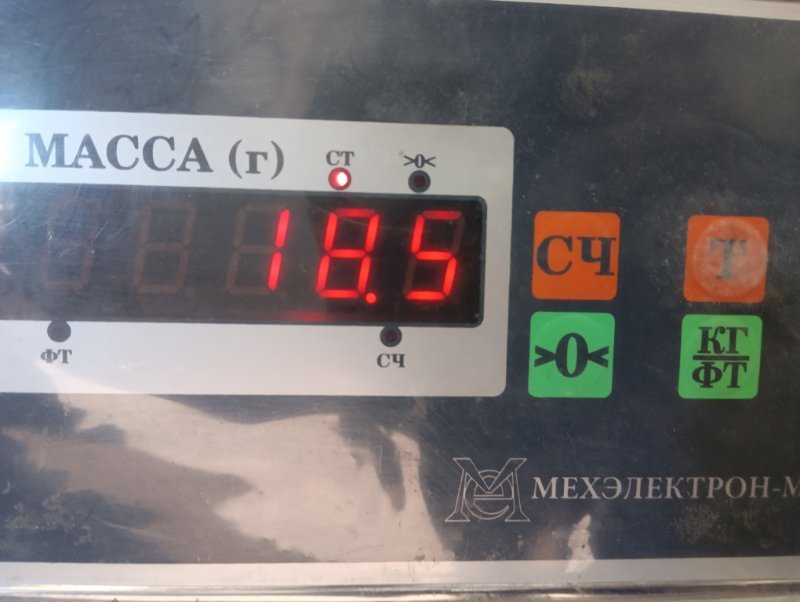 МАССА (г)
СТ
>0<
18.5
ФТ
СЧ
СЧ
Т
>0<
КГ
ФТ
МЕХЭЛЕКТРОН-М